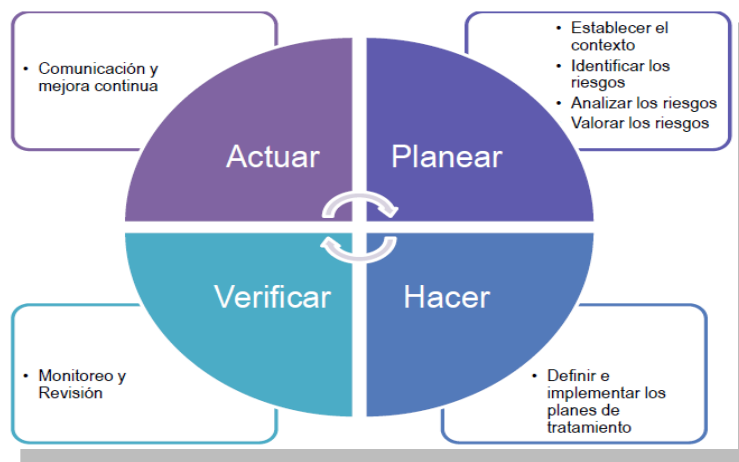 • Comunicación y
mejora continua
• Establecer el
contexto
• Identificar los
riesgos
• Analizar los riesgos
Valorar los riesgos
Actuar
Planear
Verificar
Hacer
• Monitoreo y
Revisión
• Definir e
implementar los
planes de
tratamiento